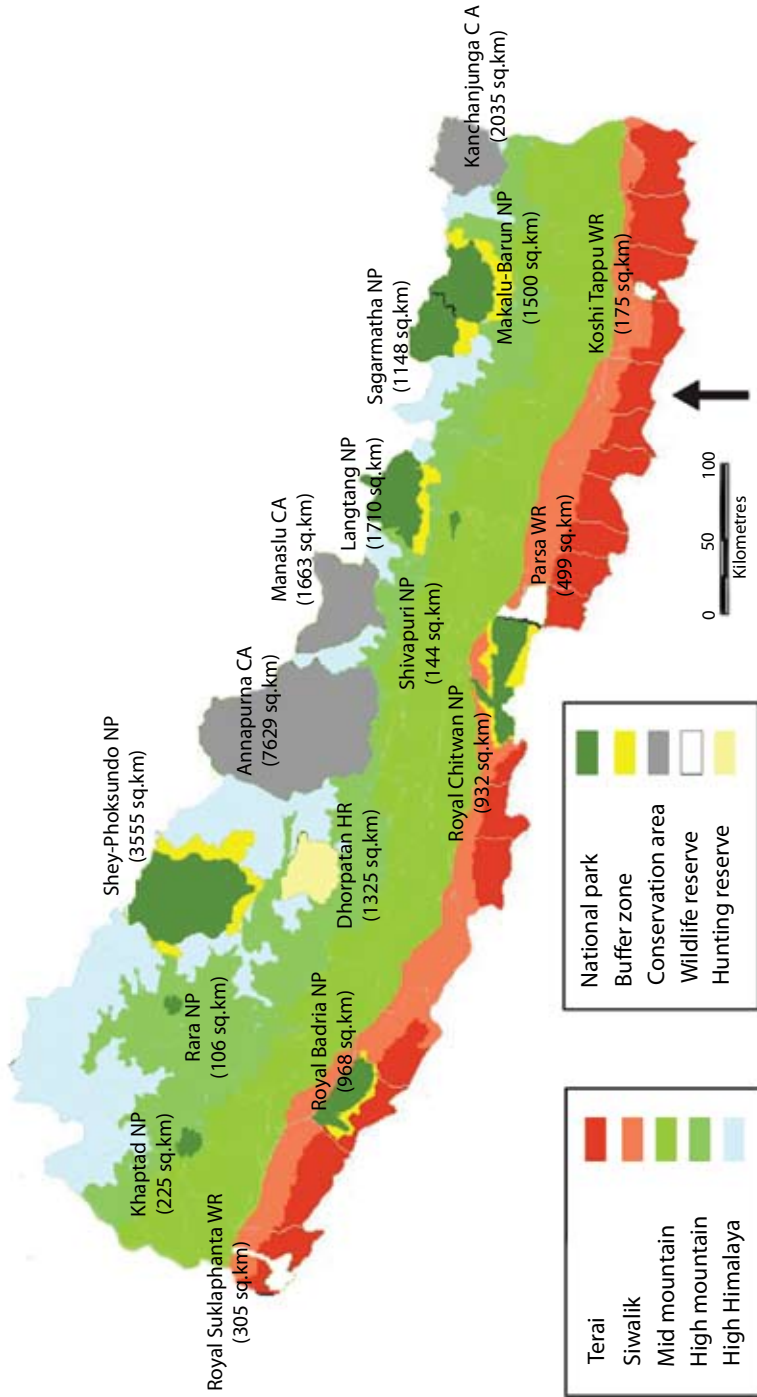 Royal Suklaphanta WR
(305 sq.km)
Khaptad NP
(225 sq.km)
Rara NP
(106 sq.km)
Royal Badria NP
(968 sq.km)
Shey-Phoksundo NP
(3555 sq.km)
Dhorpatan HR
(1325 sq.km)
Annapurna CA
(7629 sq.km)
Royal Chitwan NP
(932 sq.km)
Manaslu CA
(1663 sq.km)
Shivapuri NP
(144 sq.km)
Langtang NP
(1710 sq.km)
Parsa WR
(499 sq.km)
Sagarmatha NP
(1148 sq.km)
Makalu-Barun NP
(1500 sq.km)
Koshi Tappu WR
(175 sq.km)
Kanchanjunga C A
(2035 sq.km)
Terai
Siwalik
Mid mountain
High mountain
High Himalaya
National park
Buffer zone
Conservation area
Wildlife reserve
Hunting reserve
0 50 100
Kilometres